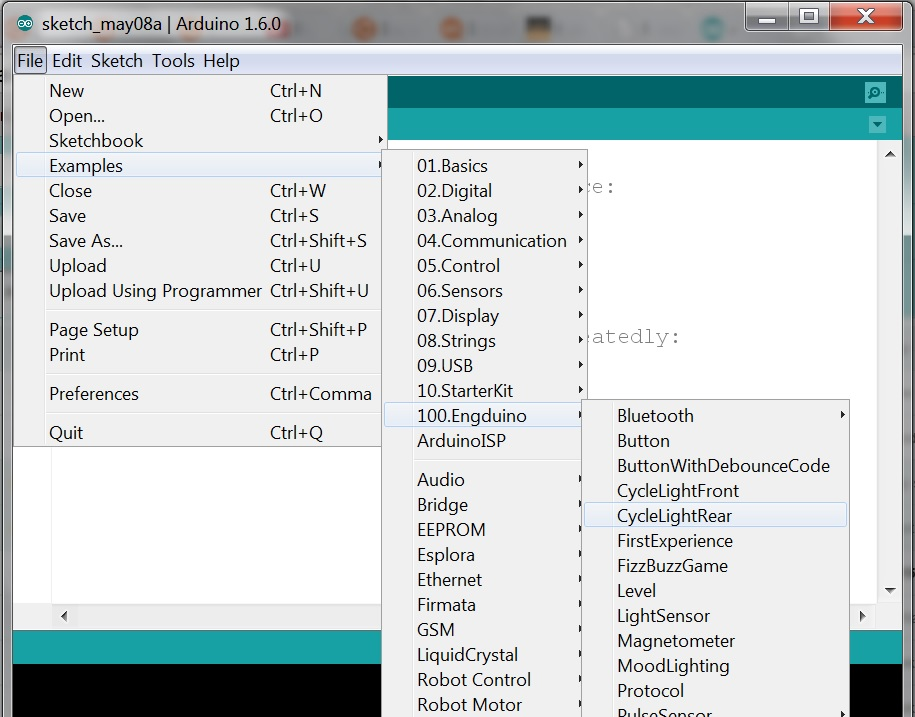 sketch_may08a | Arduino 1.6.0
File Edit Sketch Tools Help
New Ctrl+N
Open... Ctrl+O
Sketchbook
Examples
Close Ctrl+W
Save Ctrl+S
Save As... Ctrl+Shift+S
Upload Ctrl+U
Upload Using Programmer Ctrl+Shift+U
Page Setup Ctrl+Shift+P
Print Ctrl+P
Preferences Ctrl+Comma
Quit Ctrl+Q
01.Basics
02.Digital
03.Analog
04.Communication
05.Control
06.Sensors
07.Display
08.Strings
09.USB
10.StarterKit
100.Engduino
ArduinoISP
Audio
Bridge
EEPROM
Esplora
Ethernet
Firmata
GSM
LiquidCrystal
Robot Control
Robot Motor
ce:
eatedly:
Bluetooth
Button
ButtonWithDebounceCode
CycleLightFront
CycleLightRear
FirstExperience
FizzBuzzGame
Level
LightSensor
Magnetometer
MoodLighting
Protocol
PulseSensor